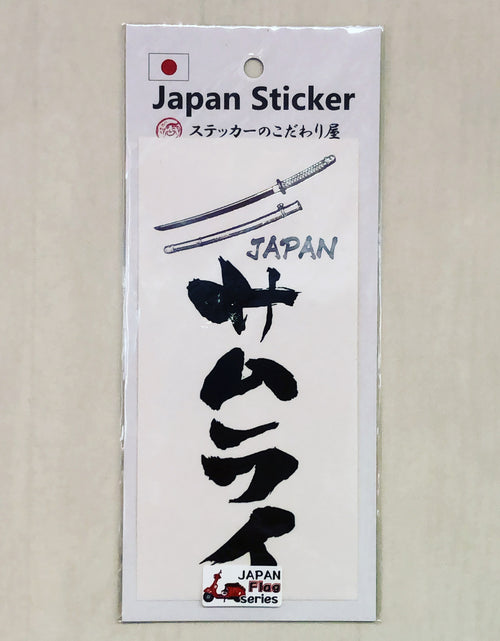 Japan Sticker
ステッカーのこだわり屋
JAPAN
サムライ
JAPAN
Flag
series